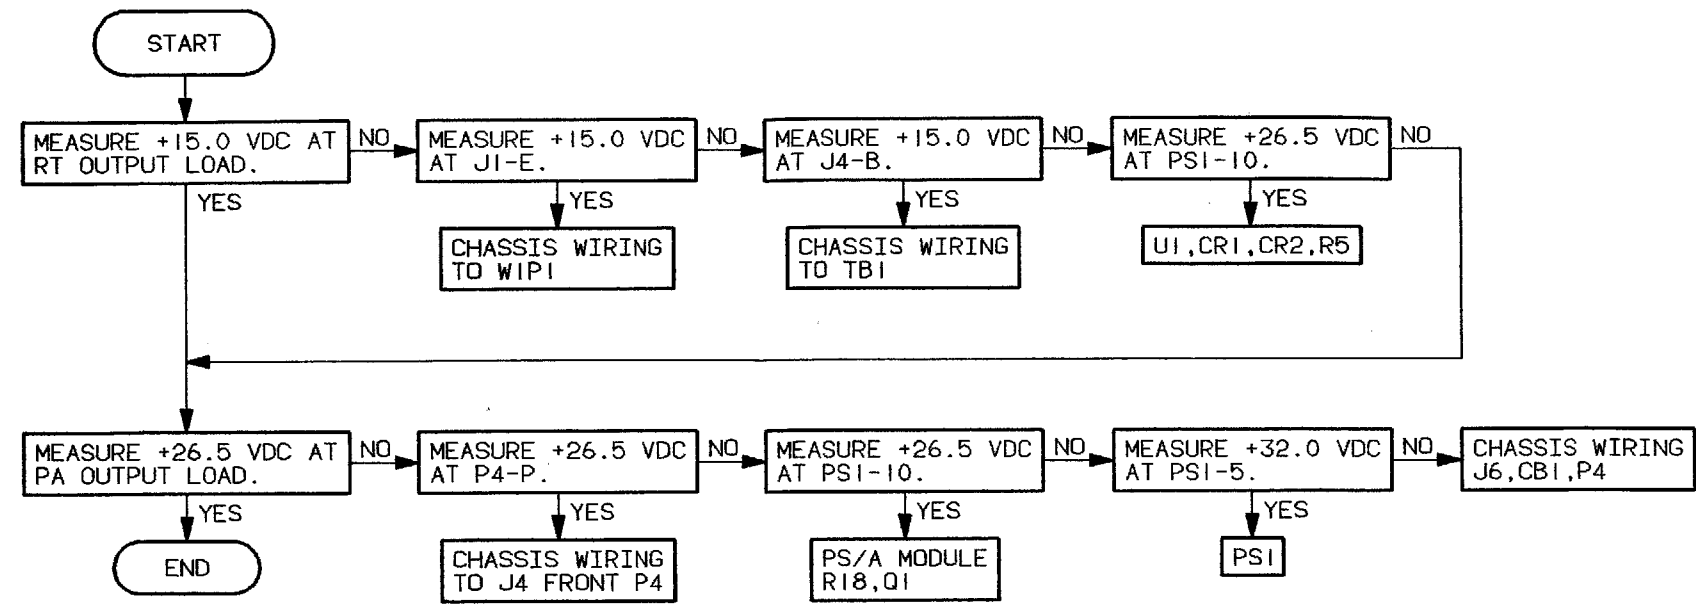 START
MEASURE +15.0 VDC AT
RT OUTPUT LOAD.
NO
MEASURE +15.0 VDC
AT J1-E.
NO
MEASURE +15.0 VDC
AT J4-B.
NO
MEASURE +26.5 VDC
AT PS1-10.
NO
YES
YES
YES
YES
CHASSIS WIRING
TO W1P1
CHASSIS WIRING
TO TB1
U1,CR1,CR2,R5
MEASURE +26.5 VDC AT
PA OUTPUT LOAD.
NO
MEASURE +26.5 VDC
AT P4-P.
NO
MEASURE +26.5 VDC
AT PS1-10.
NO
MEASURE +32.0 VDC
AT PS1-5.
NO
CHASSIS WIRING
J6,CB1,P4
YES
YES
YES
YES
END
CHASSIS WIRING
TO J4 FRONT P4
PS/A MODULE
R18,Q1
PS1